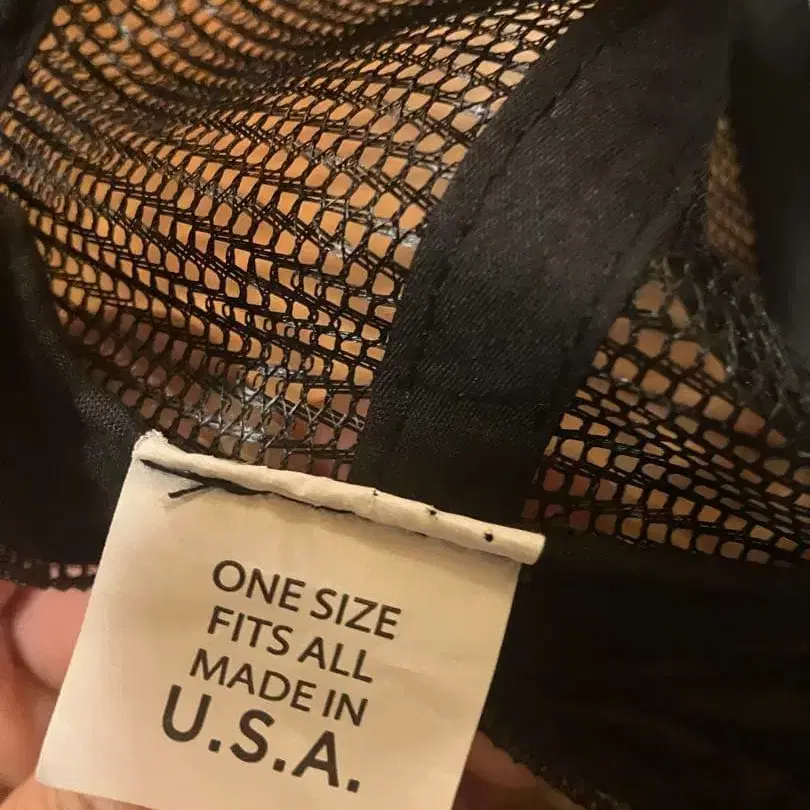 ONE SIZE
FITS ALL
MADE IN
U.S.A.